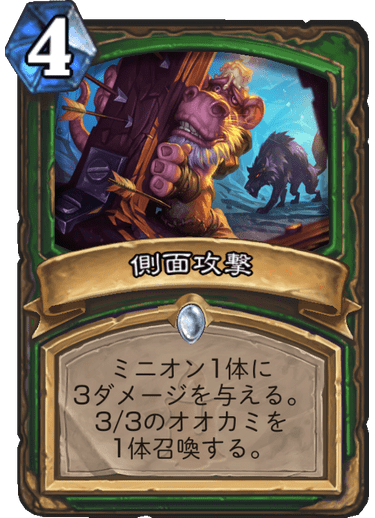 4
側面攻撃
ミニオン1体に
3ダメージを与える。
3/3のオオカミを
1体召喚する。